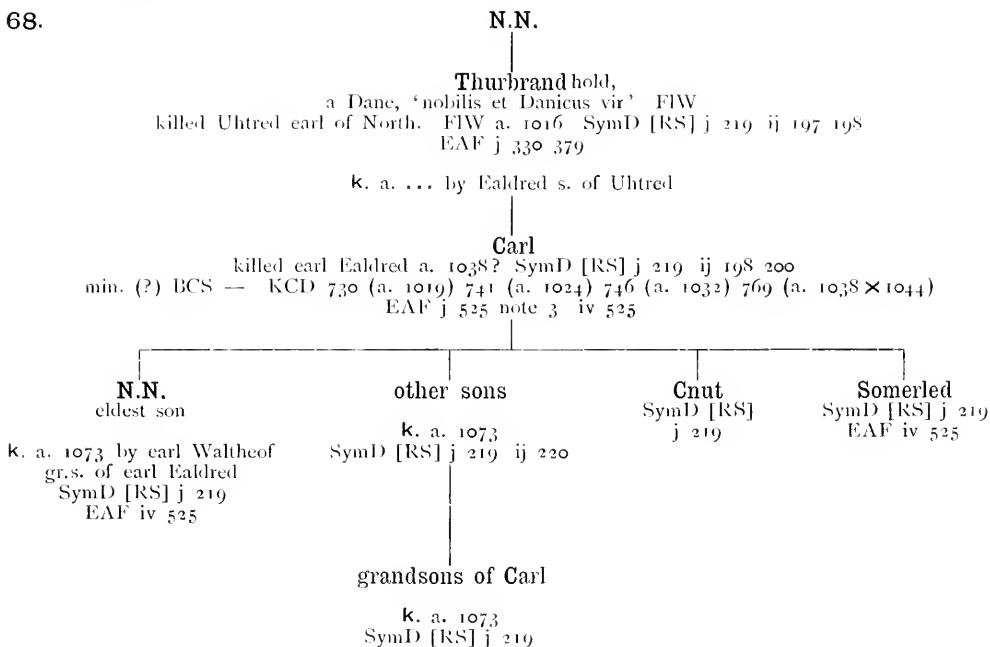 68.
N.N.
Thurbrand hold,
a Dane, ‘nobilis et Danicus vir’ FlW
killed Uhtred earl of North. FlW a. 1016 SymD [RS] j 219 ij 197 198
EAF j 330 379
k. a. ... by Ealdred s. of Uhtred
Carl
killed earl Ealdred a. 1038? SymD [RS] j 219 ij 198 200
min. (?) BCS — KCD 730 (a. 1019) 741 (a. 1024) 746 (a. 1032) 769 (a. 1038 × 1044)
EAF j 525 note 3 iv 525
N.N.
eldest son
k. a. 1073 by earl Waltheof
gr.s. of earl Ealdred
SymD [RS] j 219
EAF iv 525
other sons
k. a. 1073
SymD [RS] j 219 ij 220
Cnut
SymD [RS]
j 219
Somerled
SymD [RS] j 219
EAF iv 525
grandsons of Carl
k. a. 1073
SymD [RS] j 219